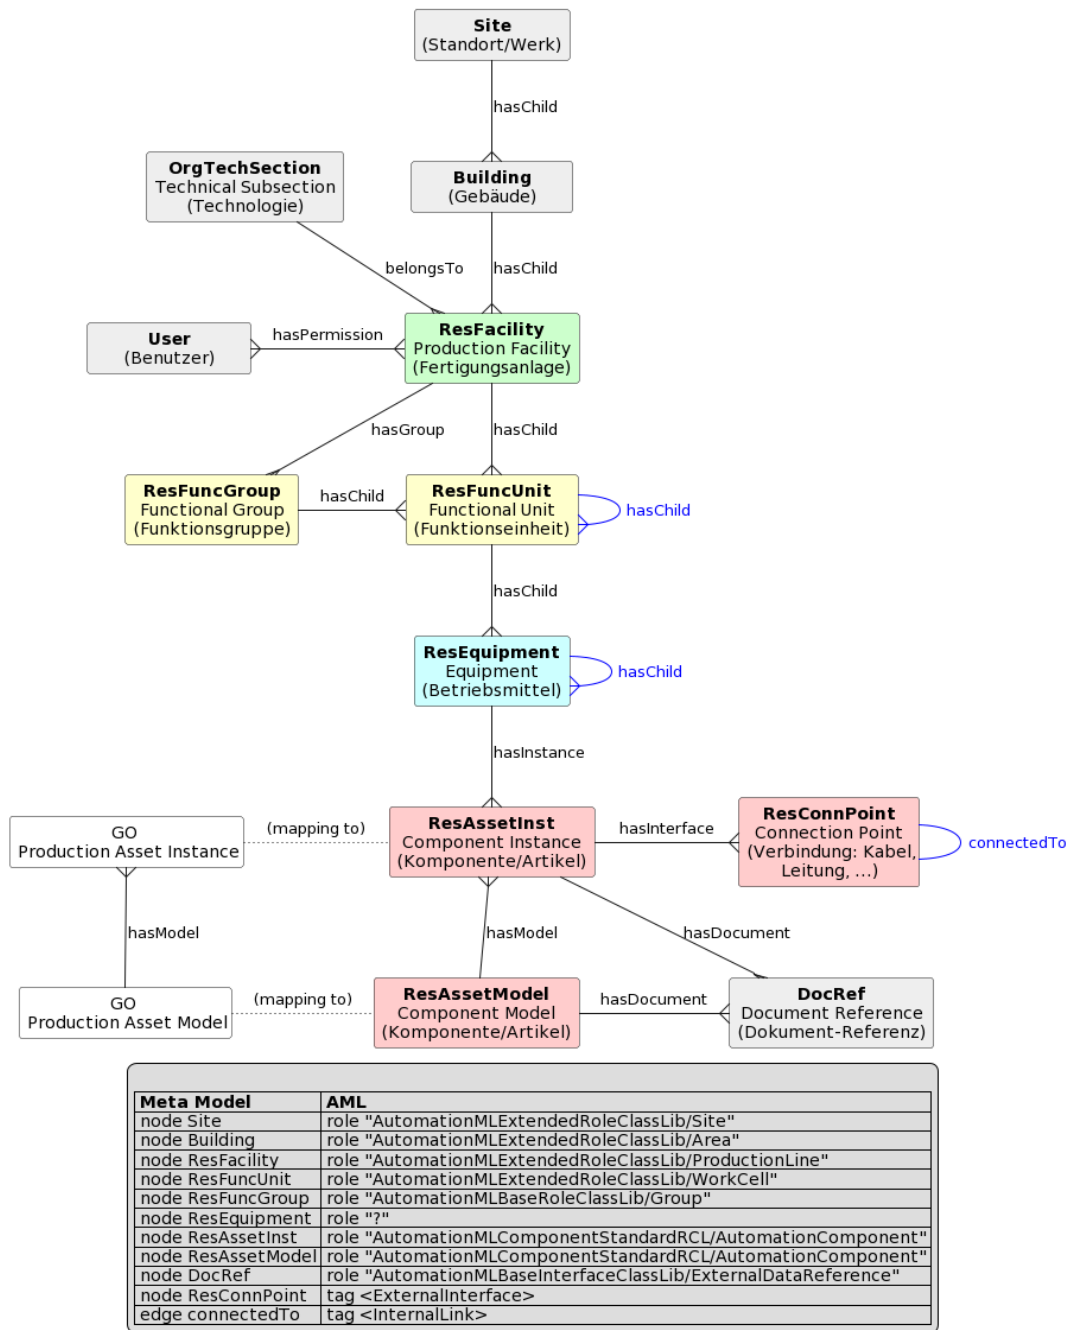 Site
(Standort/Werk)
hasChild
OrgTechSection
Technical Subsection
(Technologie)
Building
(Gebäude)
belongsTo
hasChild
User
(Benutzer)
hasPermission
ResFacility
Production Facility
(Fertigungsanlage)
hasGroup
hasChild
ResFuncGroup
Functional Group
(Funktionsgruppe)
hasChild
ResFuncUnit
Functional Unit
(Funktionseinheit)
hasChild
hasChild
ResEquipment
Equipment
(Betriebsmittel)
hasChild
hasInstance
GO
Production Asset Instance
(mapping to)
ResAssetInst
Component Instance
(Komponente/Artikel)
hasInterface
ResConnPoint
Connection Point
(Verbindung: Kabel,
Leitung, ...)
connectedTo
hasModel
hasModel
hasDocument
GO
Production Asset Model
(mapping to)
ResAssetModel
Component Model
(Komponente/Artikel)
hasDocument
DocRef
Document Reference
(Dokument-Referenz)
Meta Model AML
node Site role "AutomationMLExtendedRoleClassLib/Site"
node Building role "AutomationMLExtendedRoleClassLib/Area"
node ResFacility role "AutomationMLExtendedRoleClassLib/ProductionLine"
node ResFuncUnit role "AutomationMLExtendedRoleClassLib/WorkCell"
node ResFuncGroup role "AutomationMLBaseRoleClassLib/Group"
node ResEquipment role "?"
node ResAssetInst role "AutomationMLComponentStandardRCL/AutomationComponent"
node ResAssetModel role "AutomationMLComponentStandardRCL/AutomationComponent"
node DocRef role "AutomationMLBaseInterfaceClassLib/ExternalDataReference"
node ResConnPoint tag <ExternalInterface>
edge connectedTo tag <InternalLink>